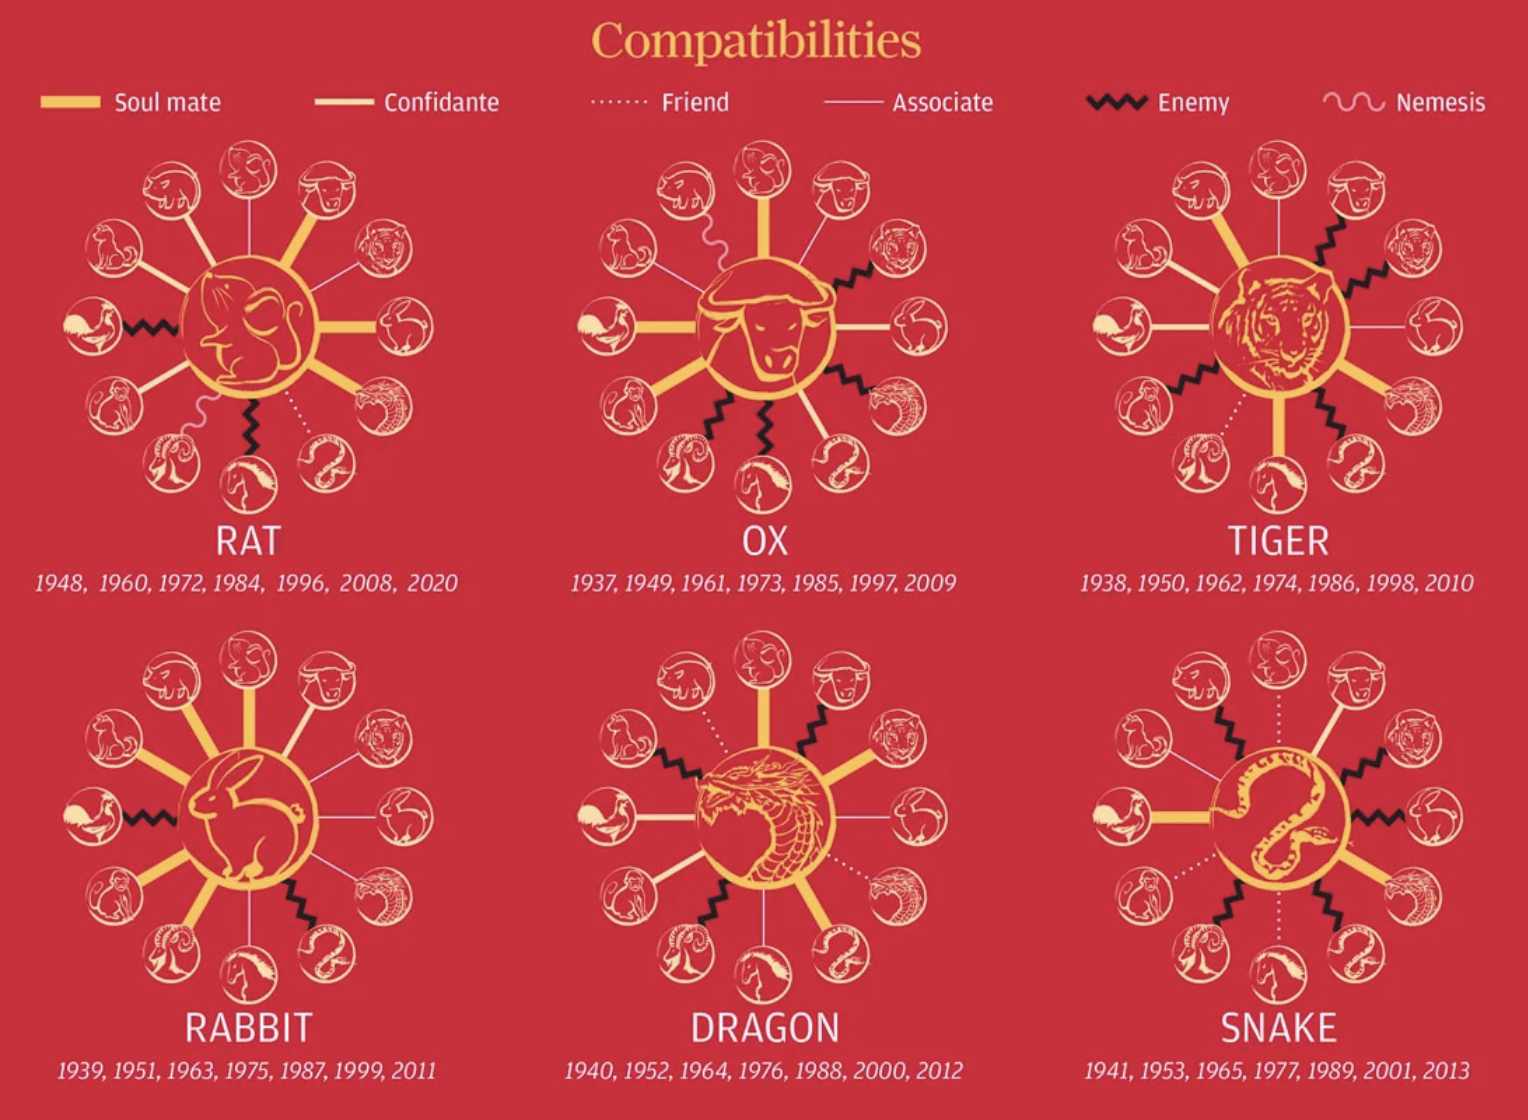 Compatibilities
Soul mate Confidante Friend Associate Enemy Nemesis
RAT OX TIGER
1948, 1960, 1972, 1984, 1996, 2008, 2020 1937, 1949, 1961, 1973, 1985, 1997, 2009 1938, 1950, 1962, 1974, 1986, 1998, 2010
RABBIT DRAGON SNAKE
1939, 1951, 1963, 1975, 1987, 1999, 2011 1940, 1952, 1964, 1976, 1988, 2000, 2012 1941, 1953, 1965, 1977, 1989, 2001, 2013